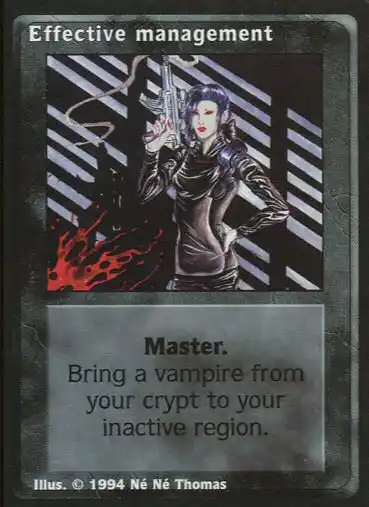 Effective management
Master.
Bring a vampire from
your crypt to your
inactive region.
Illus. © 1994 Né Né Thomas